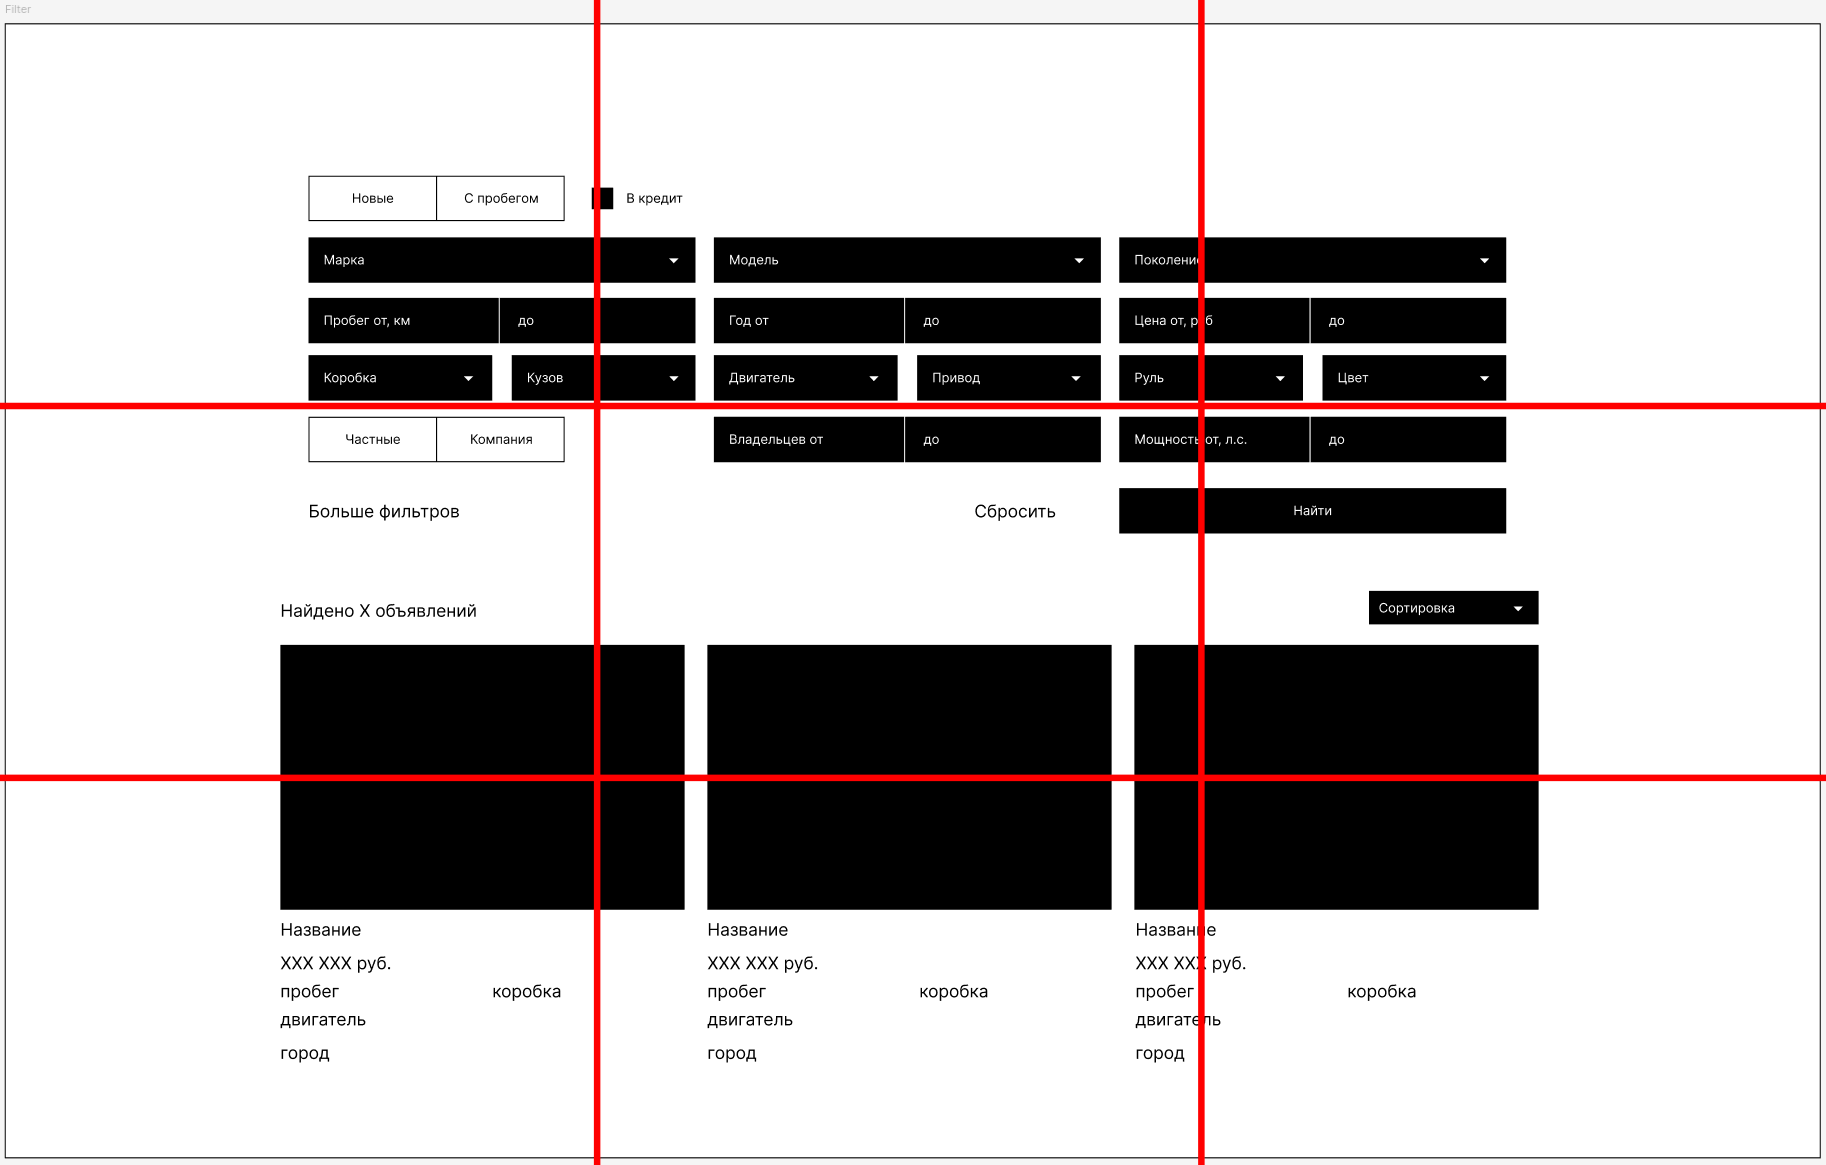 Filter
Новые С пробегом В кредит
Марка Модель Поколение
Пробег от, км до Год от до Цена от, руб до
Коробка Кузов Двигатель Привод Руль Цвет
Частные Компания Владельцев от до Мощность от, л.с. до
Больше фильтров Сбросить Найти
Найдено X объявлений Сортировка
Название Название Название
XXX XXX руб. XXX XXX руб. XXX XXX руб.
пробег коробка пробег коробка пробег коробка
двигатель двигатель двигатель
город город город